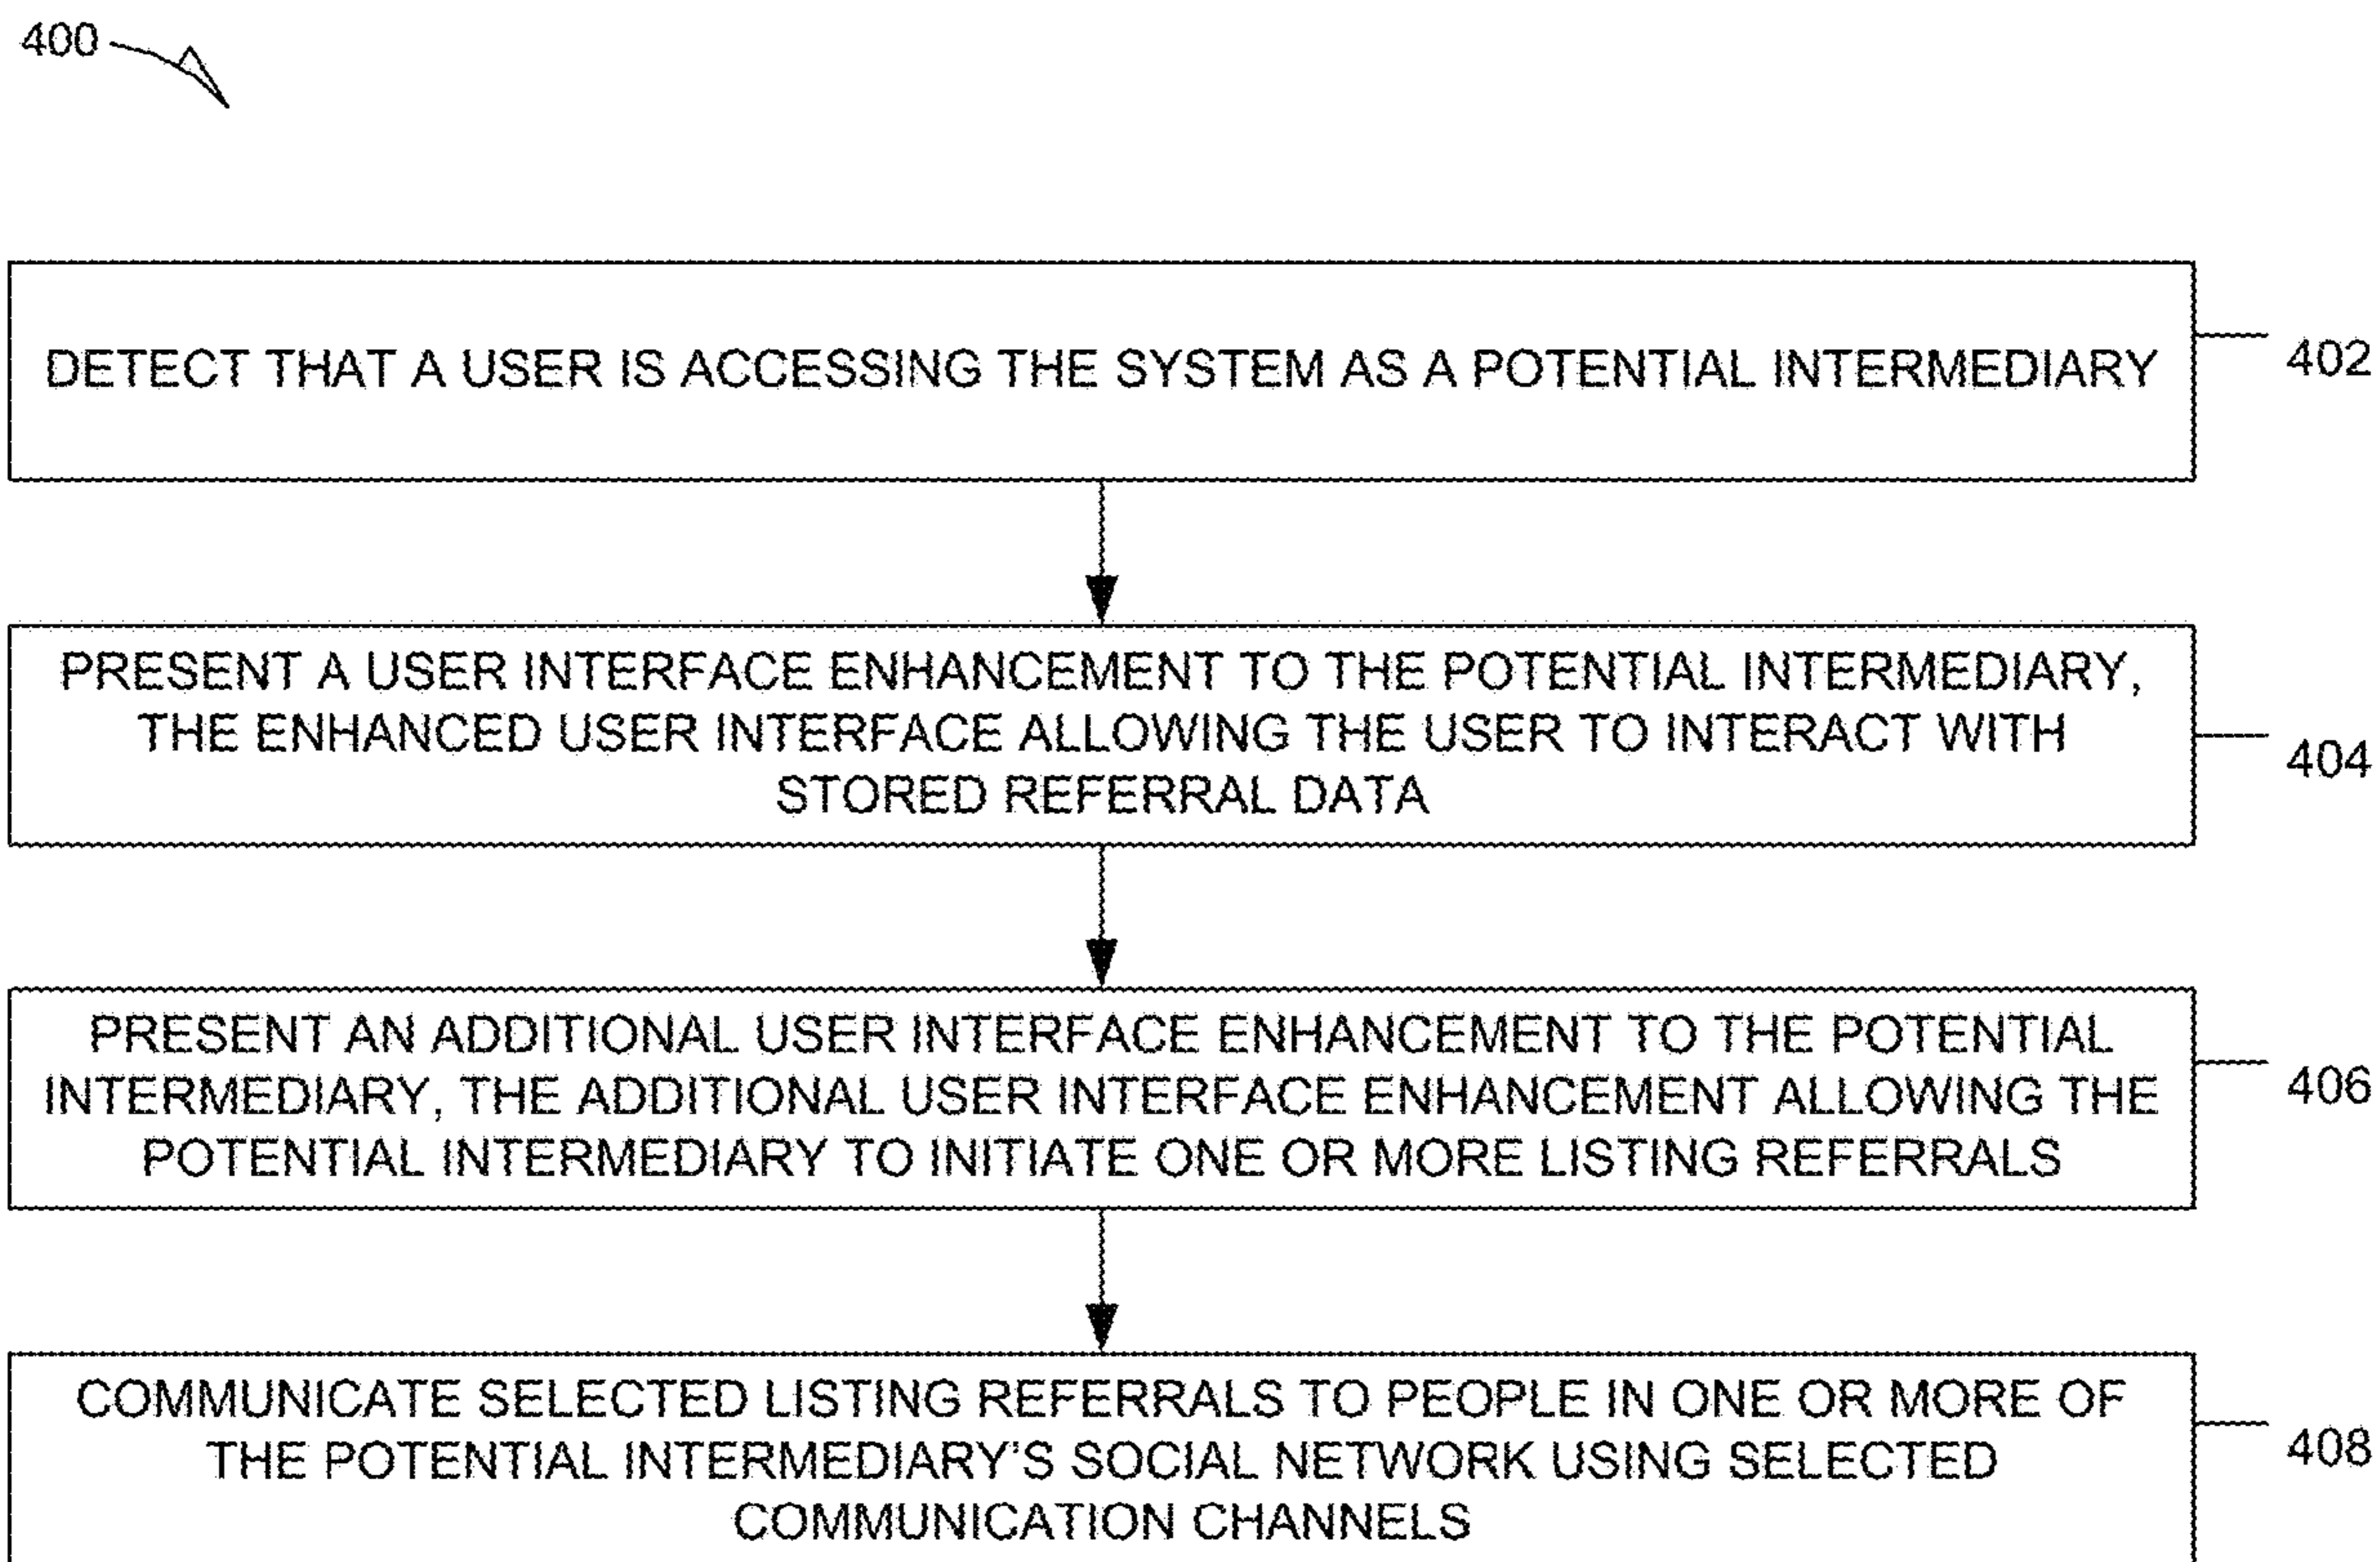 400
DETECT THAT A USER IS ACCESSING THE SYSTEM AS A POTENTIAL INTERMEDIARY
402
PRESENT A USER INTERFACE ENHANCEMENT TO THE POTENTIAL INTERMEDIARY,
THE ENHANCED USER INTERFACE ALLOWING THE USER TO INTERACT WITH
STORED REFERRAL DATA
404
PRESENT AN ADDITIONAL USER INTERFACE ENHANCEMENT TO THE POTENTIAL
INTERMEDIARY, THE ADDITIONAL USER INTERFACE ENHANCEMENT ALLOWING THE
POTENTIAL INTERMEDIARY TO INITIATE ONE OR MORE LISTING REFERRALS
406
COMMUNICATE SELECTED LISTING REFERRALS TO PEOPLE IN ONE OR MORE OF
THE POTENTIAL INTERMEDIARY'S SOCIAL NETWORK USING SELECTED
COMMUNICATION CHANNELS
408